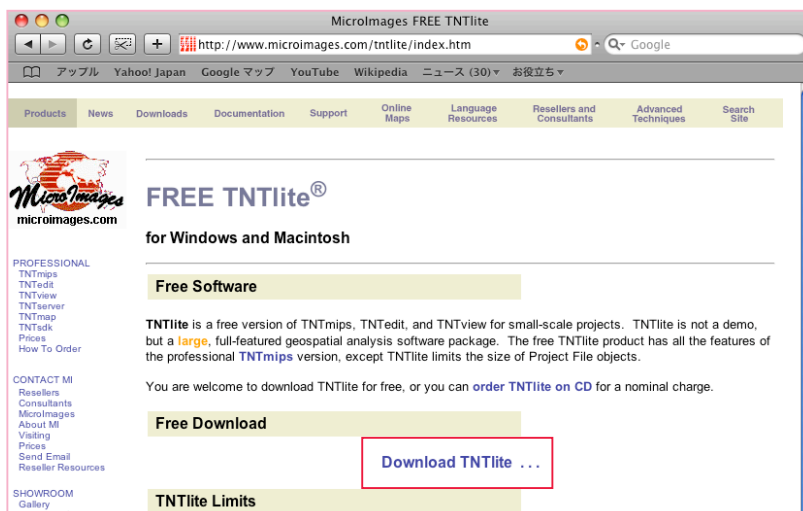 MicroImages FREE TNTlite
http://www.microimages.com/tntlite/index.htm
Google
アップル Yahoo! Japan Google マップ YouTube Wikipedia ニュース (30)▾ お役立ち▾
Products News Downloads Documentation Support Online Maps Language Resources Resellers and Consultants Advanced Techniques Search Site
MicroImages
microimages.com
FREE TNTlite®
for Windows and Macintosh
PROFESSIONAL
TNTmips
TNTedit
TNTview
TNTserver
TNTmap
TNTsdk
Prices
How To Order
CONTACT MI
Resellers
Consultants
MicroImages
About MI
Visiting
Prices
Send Email
Reseller Resources
SHOWROOM
Gallery
Free Software
TNTlite is a free version of TNTmips, TNTedit, and TNTview for small-scale projects. TNTlite is not a demo,
but a large, full-featured geospatial analysis software package. The free TNTlite product has all the features of
the professional TNTmips version, except TNTlite limits the size of Project File objects.
You are welcome to download TNTlite for free, or you can order TNTlite on CD for a nominal charge.
Free Download
Download TNTlite ...
TNTlite Limits